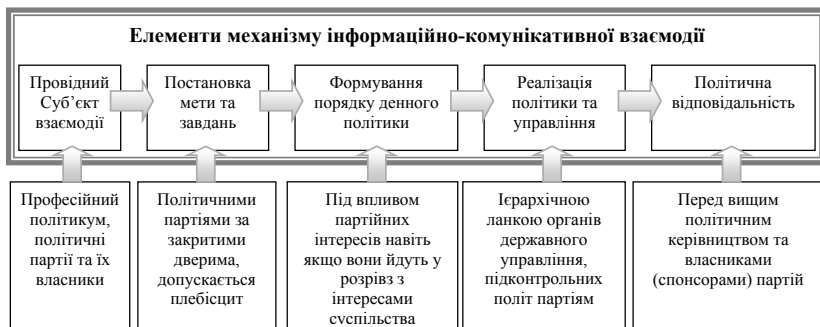 Елементи механізму інформаційно-комунікативної взаємодії
Провідний
Суб’єкт
взаємодії
Постановка
мети та
завдань
Формування
порядку денного
політики
Реалізація
політики та
управління
Політична
відповідальність
Професійний
політикум,
політичні
партії та їх
власники
Політичними
партіями за
закритими
дверима,
допускається
плебісцит
Під впливом
партійних
інтересів навіть
якщо вони йдуть у
розрівз з
інтересами
суспільства
Ієрархічною
ланкою органів
державного
управління,
підконтрольних
політ партіям
Перед вищим
політичним
керівництвом та
власниками
(спонсорами) партій